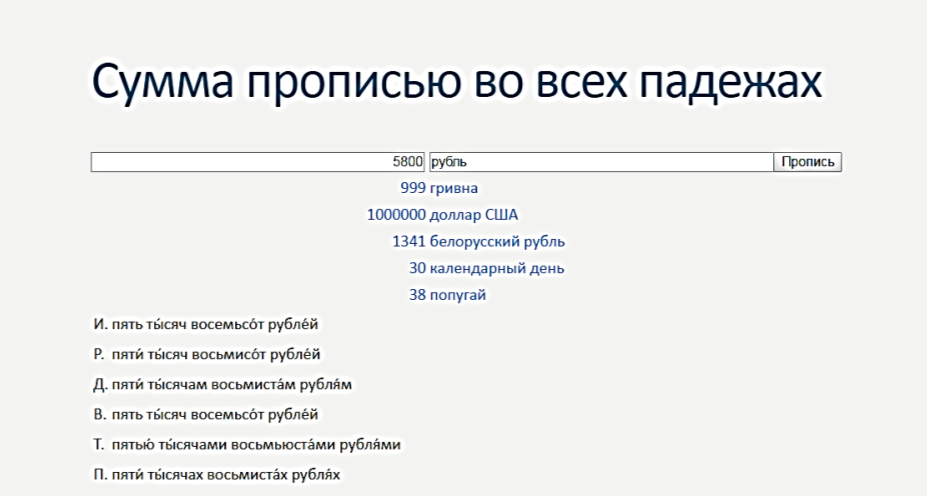 Сумма прописью во всех падежах
5800 рубль Пропись
999 гривна
1000000 доллар США
1341 белорусский рубль
30 календарный день
38 попугай
И. пять ты́сяч восемьсо́т рубле́й
Р. пяти́ ты́сяч восьмисо́т рубле́й
Д. пяти́ ты́сячам восьмиста́м рубля́м
В. пять ты́сяч восемьсо́т рубле́й
Т. пятью́ ты́сячами восьмьюста́ми рубля́ми
П. пяти́ ты́сячах восьмиста́х рубля́х